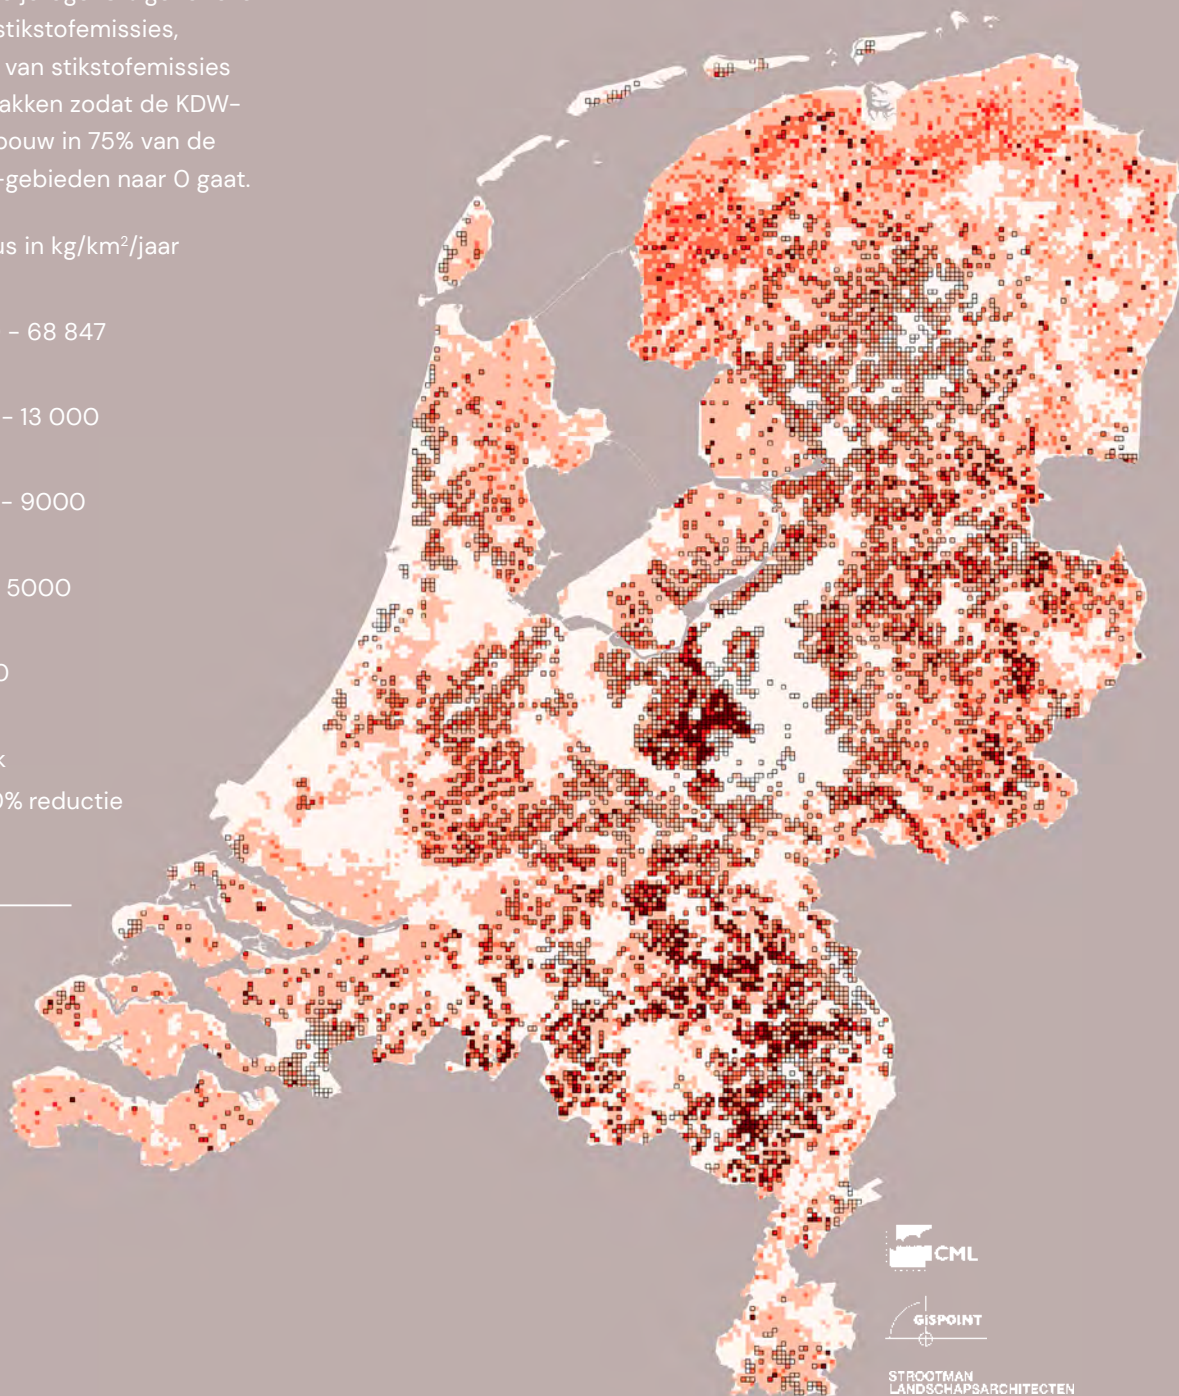 stikstofemissies,
van stikstofemissies
akken zodat de KDW-
ouw in 75% van de
-gebieden naar 0 gaat.
us in kg/km²/jaar
- 68 847
- 13 000
- 9000
5000
0
k
0% reductie
CML
GISPOINT
STROOTMAN
LANDSCHAPSARCHITECTEN